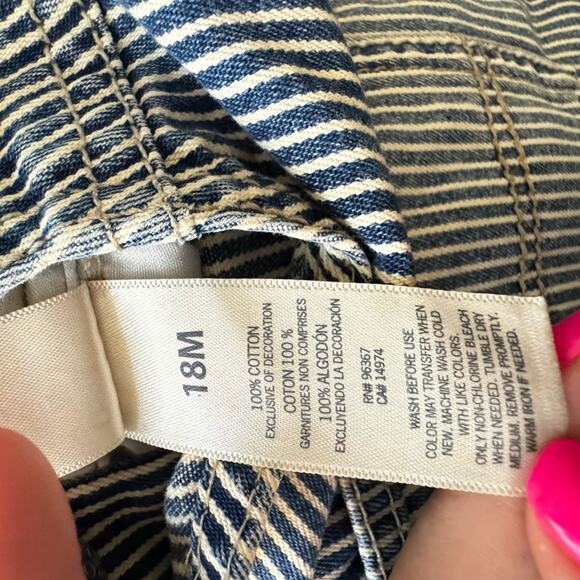 18M
100% COTTON
EXCLUSIVE OF DECORATION
COTON 100 %
GARNITURES NON COMPRISES
100% ALGODÓN
EXCLUYENDO LA DECORACIÓN
RN# 96367
CA# 14974
WASH BEFORE USE
COLOR MAY TRANSFER WHEN
NEW. MACHINE WASH COLD
WITH LIKE COLORS.
ONLY NON-CHLORINE BLEACH
WHEN NEEDED. TUMBLE DRY
MEDIUM. REMOVE PROMPTLY.
WARM IRON IF NEEDED.